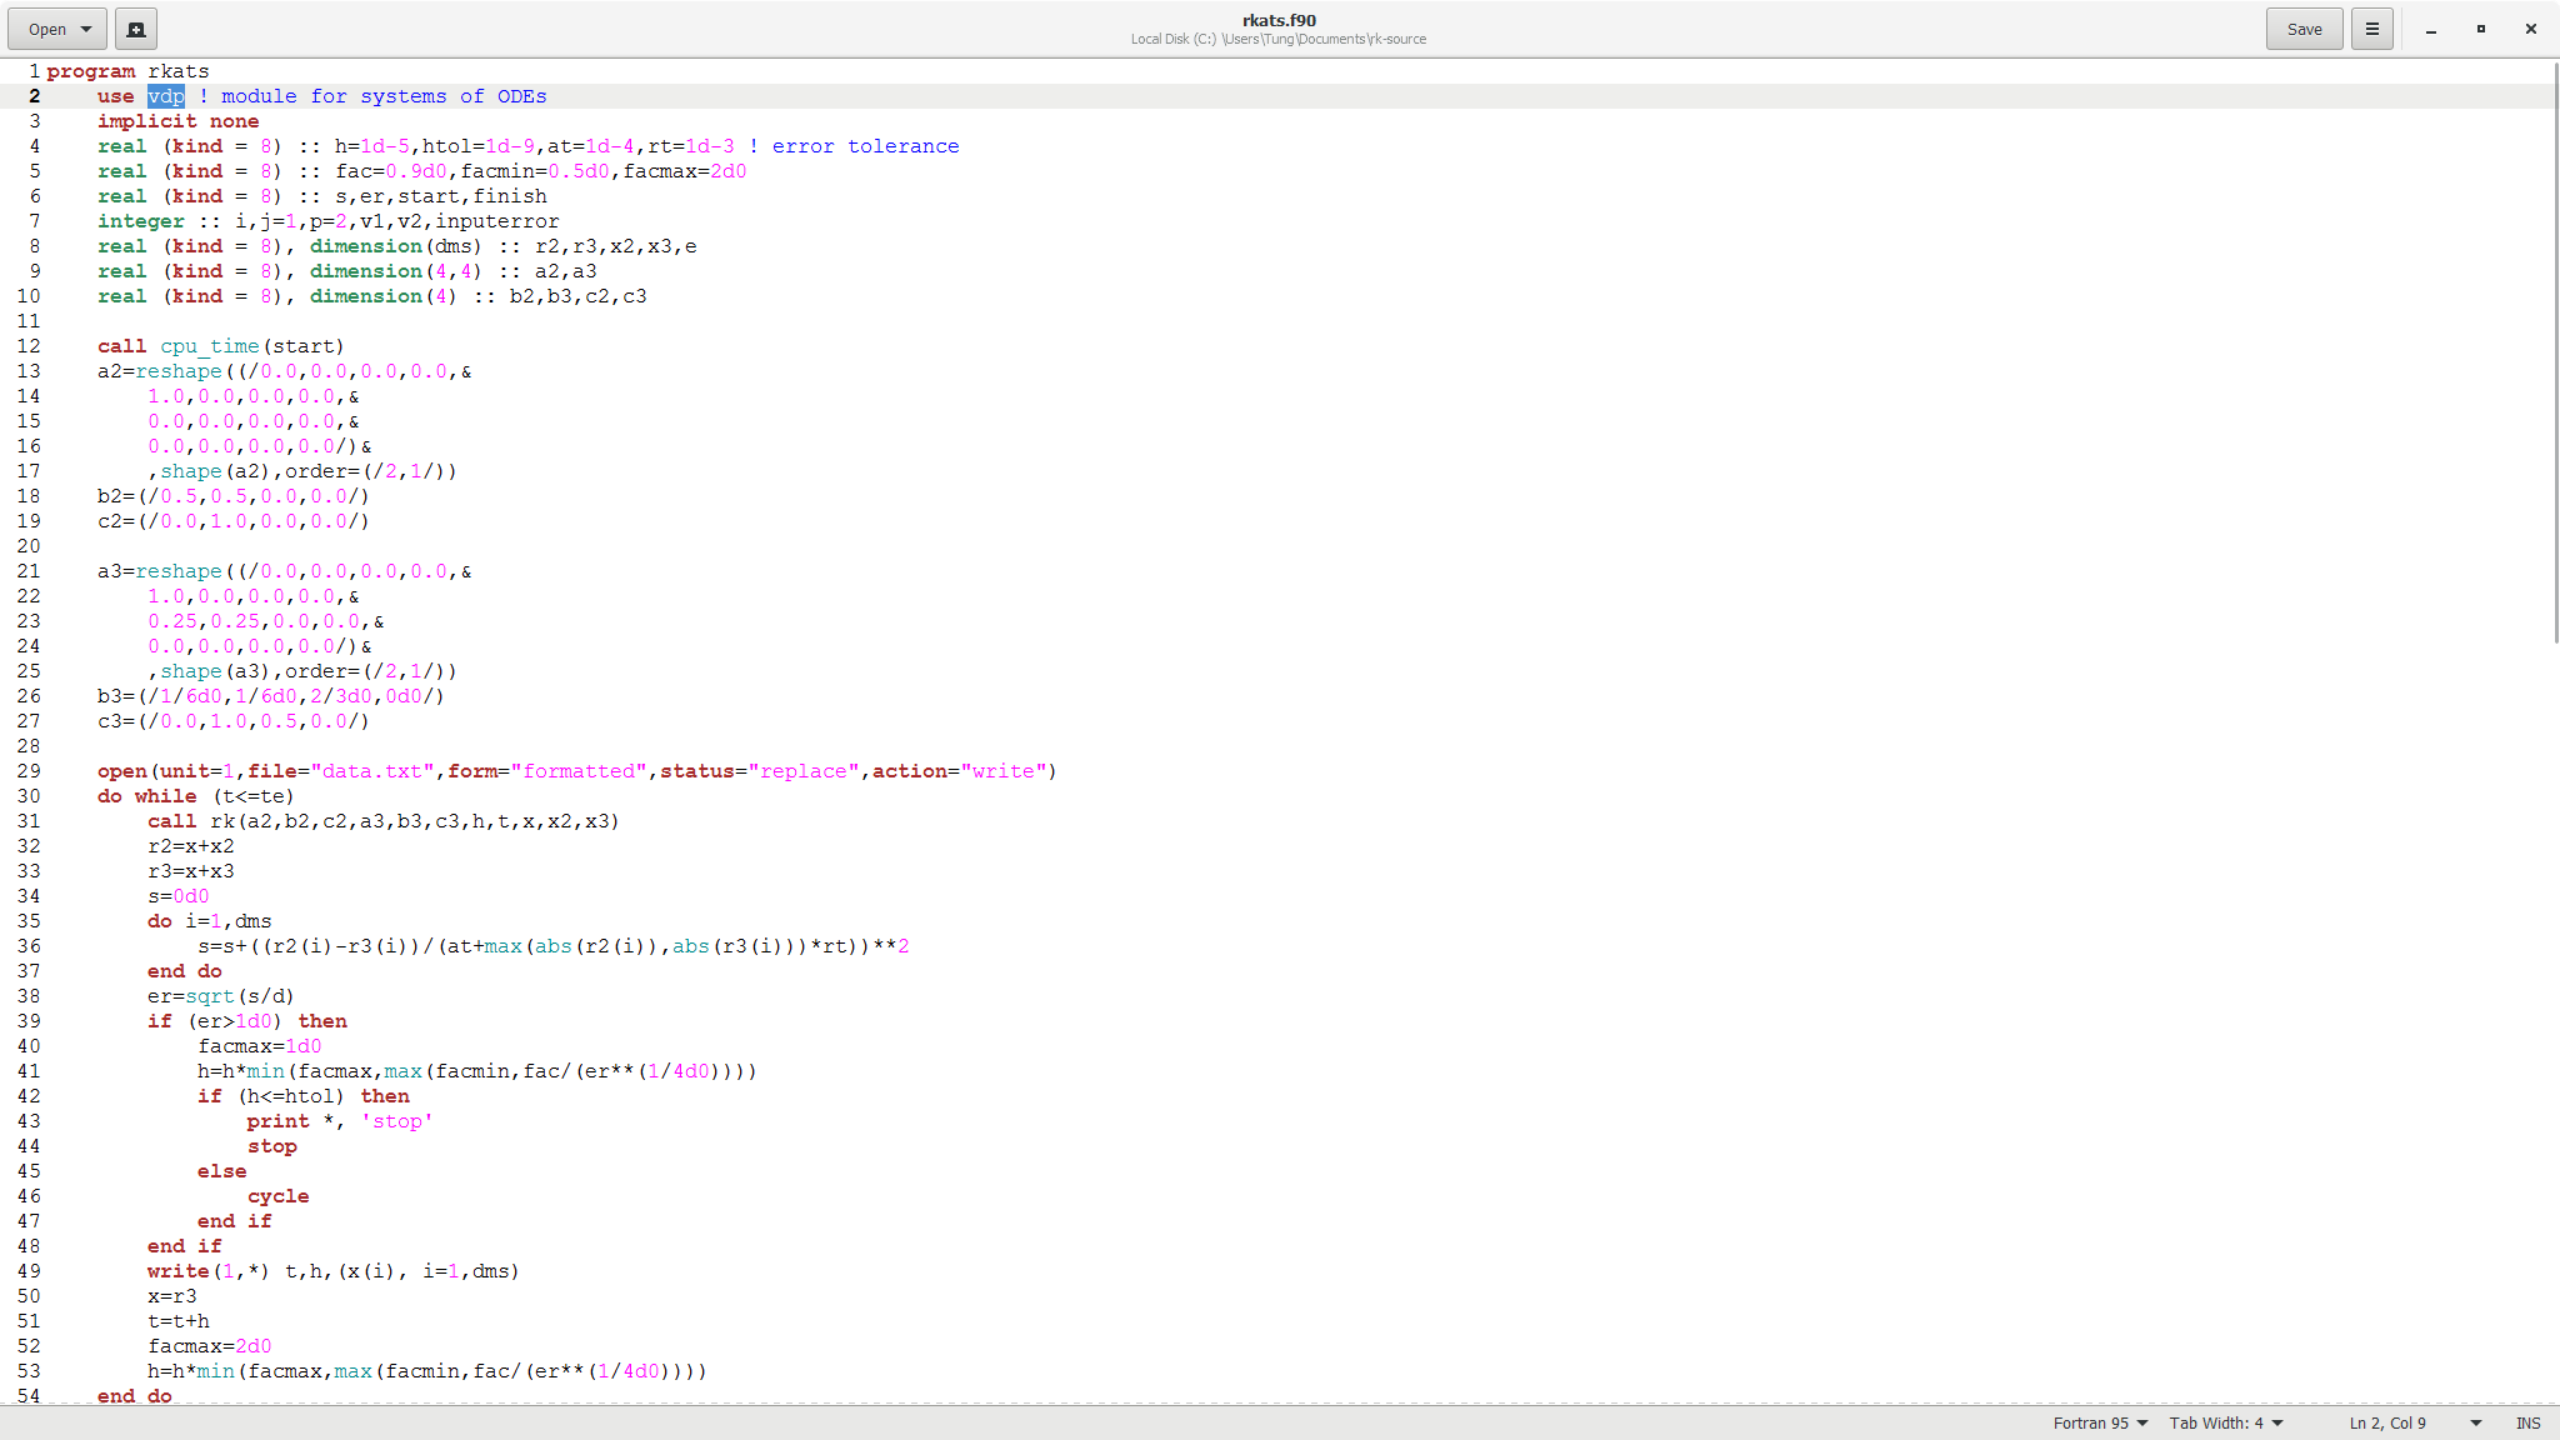 Open
rkats.f90
Local Disk (C:) \Users\Tung\Documents\rk-source
Save
1 program rkats
2     use vdp ! module for systems of ODEs
3     implicit none
4     real (kind = 8) :: h=1d-5,htol=1d-9,at=1d-4,rt=1d-3 ! error tolerance
5     real (kind = 8) :: fac=0.9d0,facmin=0.5d0,facmax=2d0
6     real (kind = 8) :: s,er,start,finish
7     integer :: i,j=1,p=2,v1,v2,inputerror
8     real (kind = 8), dimension(dms) :: r2,r3,x2,x3,e
9     real (kind = 8), dimension(4,4) :: a2,a3
10     real (kind = 8), dimension(4) :: b2,b3,c2,c3
11
12     call cpu_time(start)
13     a2=reshape((/0.0,0.0,0.0,0.0,&
14         1.0,0.0,0.0,0.0,&
15         0.0,0.0,0.0,0.0,&
16         0.0,0.0,0.0,0.0/)&
17         ,shape(a2),order=(/2,1/))
18     b2=(/0.5,0.5,0.0,0.0/)
19     c2=(/0.0,1.0,0.0,0.0/)
20
21     a3=reshape((/0.0,0.0,0.0,0.0,&
22         1.0,0.0,0.0,0.0,&
23         0.25,0.25,0.0,0.0,&
24         0.0,0.0,0.0,0.0/)&
25         ,shape(a3),order=(/2,1/))
26     b3=(/1/6d0,1/6d0,2/3d0,0d0/)
27     c3=(/0.0,1.0,0.5,0.0/)
28
29     open(unit=1,file="data.txt",form="formatted",status="replace",action="write")
30     do while (t<=te)
31         call rk(a2,b2,c2,a3,b3,c3,h,t,x,x2,x3)
32         r2=x+x2
33         r3=x+x3
34         s=0d0
35         do i=1,dms
36             s=s+((r2(i)-r3(i))/(at+max(abs(r2(i)),abs(r3(i)))*rt))**2
37         end do
38         er=sqrt(s/d)
39         if (er>1d0) then
40             facmax=1d0
41             h=h*min(facmax,max(facmin,fac/(er**(1/4d0))))
42             if (h<=htol) then
43                 print *, 'stop'
44                 stop
45             else
46                 cycle
47             end if
48         end if
49         write(1,*) t,h,(x(i), i=1,dms)
50         x=r3
51         t=t+h
52         facmax=2d0
53         h=h*min(facmax,max(facmin,fac/(er**(1/4d0))))
54     end do
Fortran 95 Tab Width: 4 Ln 2, Col 9 INS